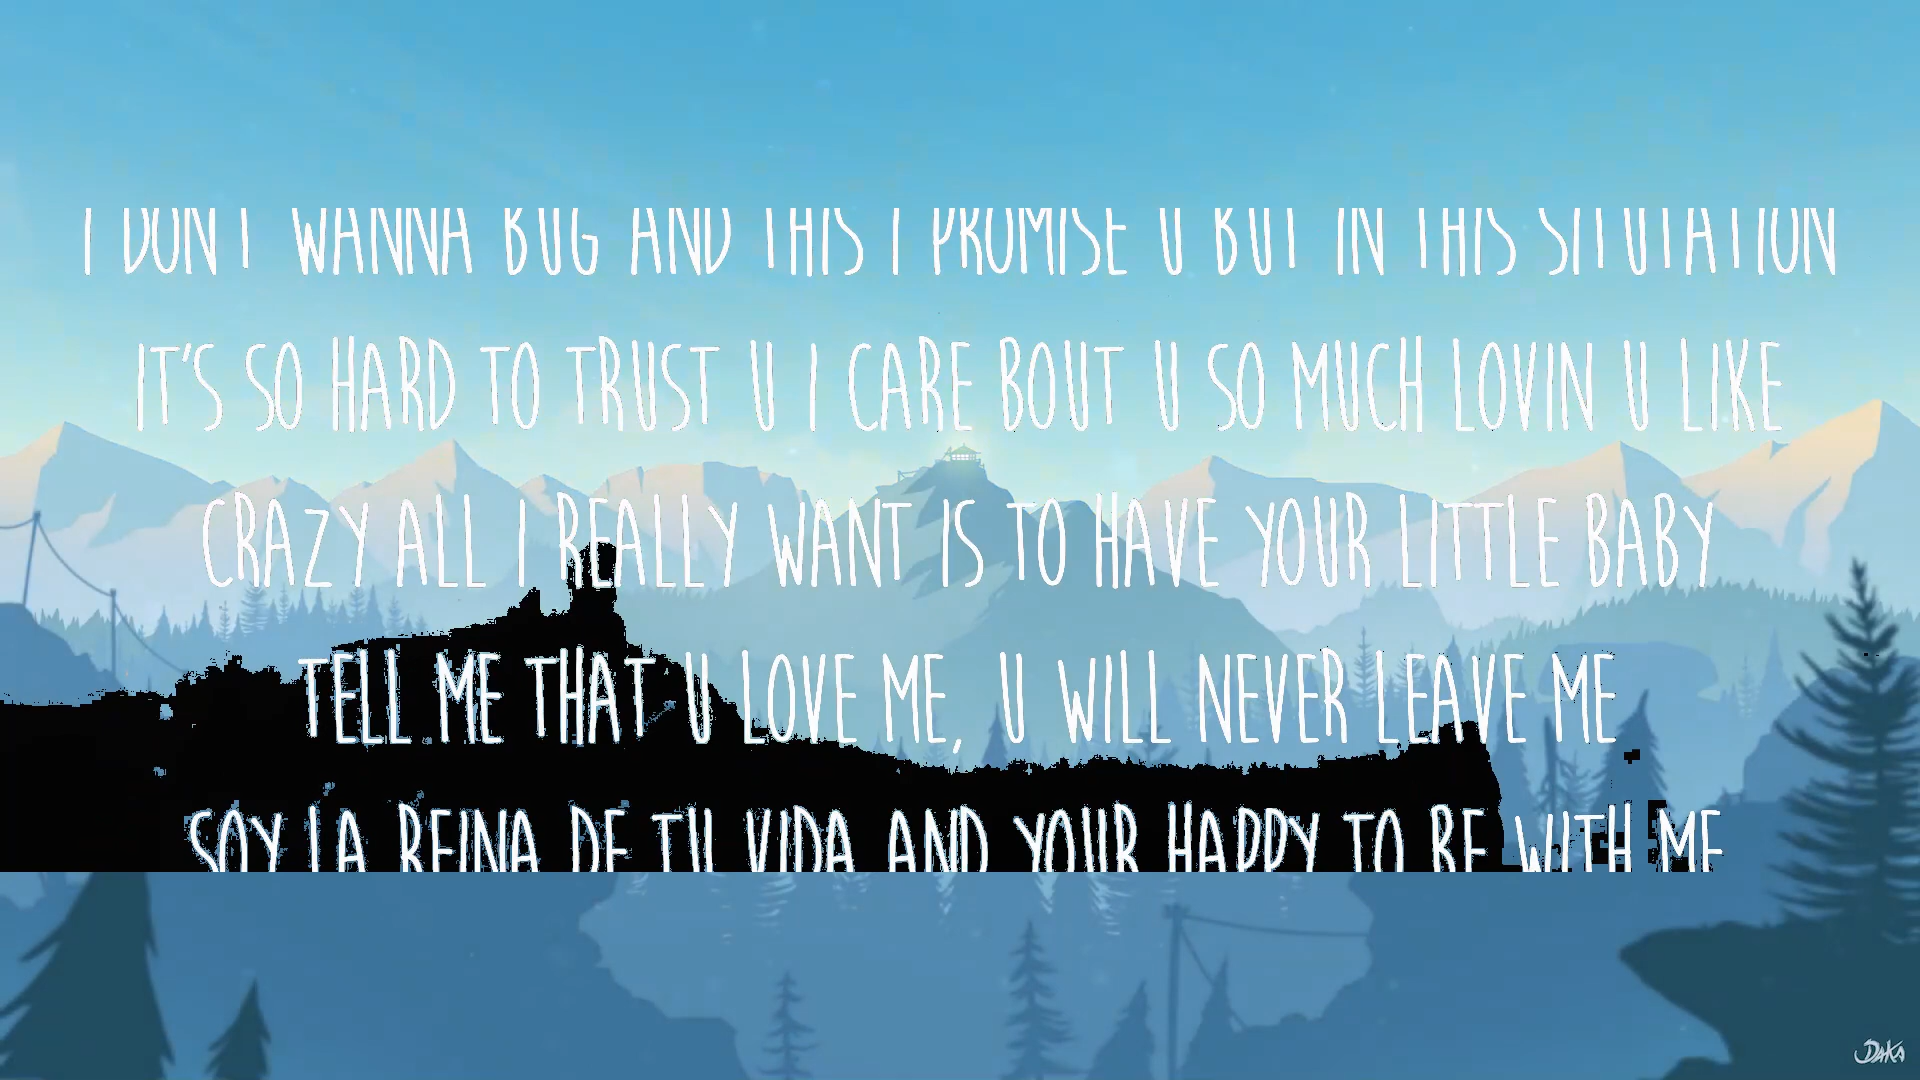 I DON'T WANNA BUG AND THIS I PROMISE U BUT IN THIS SITUTATION
IT'S SO HARD TO TRUST U I CARE BOUT U SO MUCH LOVIN U LIKE
CRAZY ALL I REALLY WANT IS TO HAVE YOUR LITTLE BABY
TELL ME THAT U LOVE ME, U WILL NEVER LEAVE ME
SOY LA REINA DE TU VIDA AND YOUR HAPPY TO BE WITH ME
DAKA